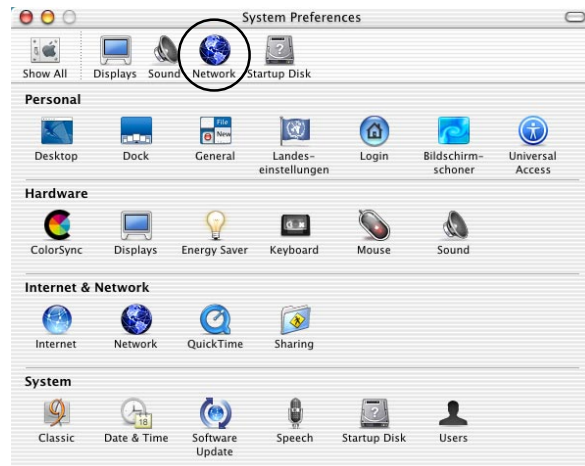 System Preferences
Show All Displays Sound Network Startup Disk
Personal
Desktop Dock General Landes-
einstellungen Login Bildschirm-
schoner Universal
Access
Hardware
ColorSync Displays Energy Saver Keyboard Mouse Sound
Internet & Network
Internet Network QuickTime Sharing
System
Classic Date & Time Software
Update Speech Startup Disk Users
File
New
18